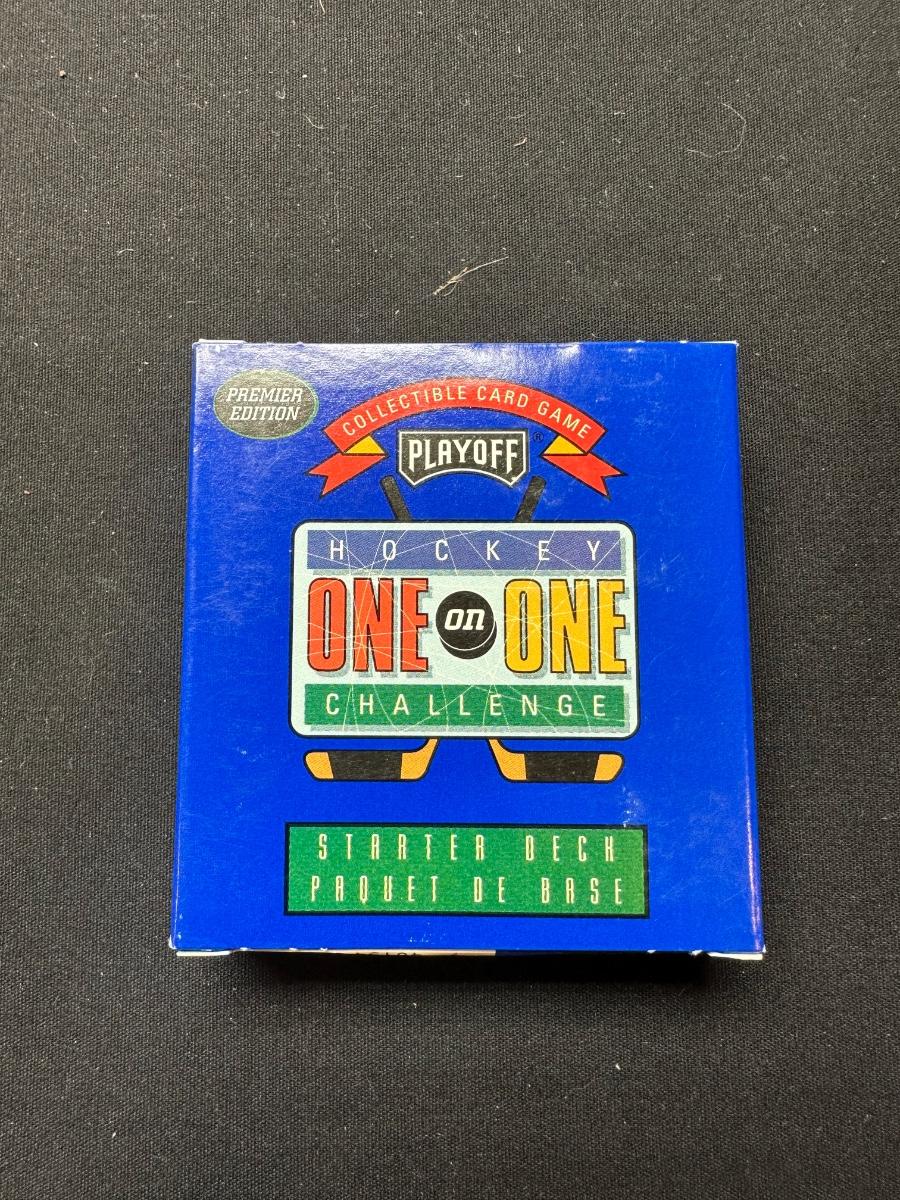 PREMIER
EDITION
COLLECTIBLE CARD GAME
PLAYOFF®
HOCKEY
ONE on ONE
CHALLENGE
STARTER DECK
PAQUET DE BASE